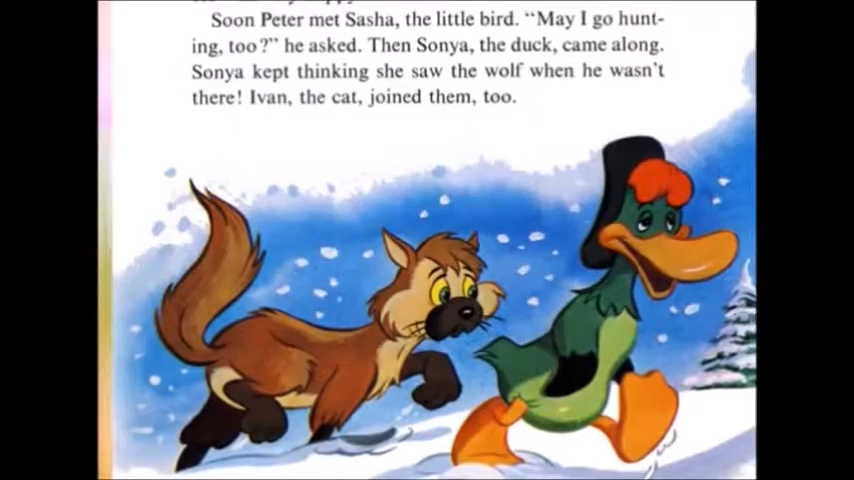 Soon Peter met Sasha, the little bird. “May I go hunt-
ing, too?” he asked. Then Sonya, the duck, came along.
Sonya kept thinking she saw the wolf when he wasn’t
there! Ivan, the cat, joined them, too.